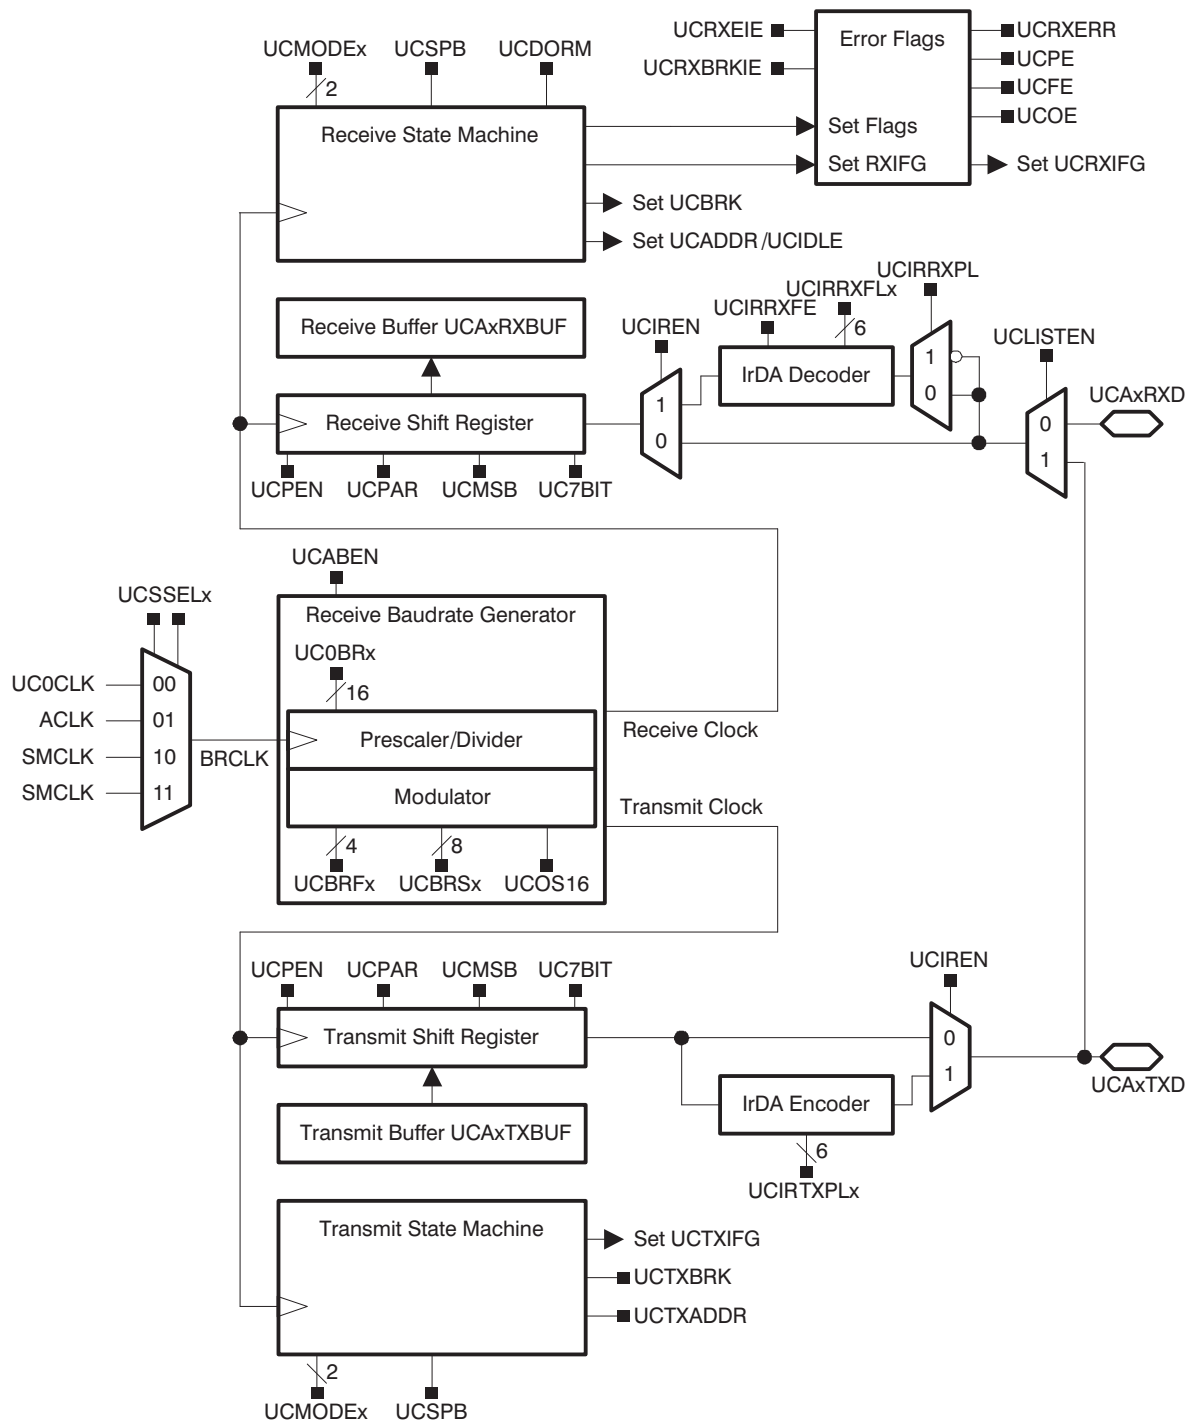 UCMODEx
UCSPB
UCDORM
2
Receive State Machine
UCRXEIE
UCRXBRKIE
Error Flags
Set Flags
Set RXIFG
UCRXERR
UCPE
UCFE
UCOE
Set UCRXIFG
Set UCBRK
Set UCADDR /UCIDLE
Receive Buffer UCAxRXBUF
Receive Shift Register
UCPEN
UCPAR
UCMSB
UC7BIT
UCIREN
1
0
UCIRRXFE
UCIRRXFLx
6
IrDA Decoder
UCIRRXPL
1
0
UCLISTEN
0
1
UCAxRXD
UCABEN
Receive Baudrate Generator
UC0BRx
16
UCSSELx
UC0CLK
ACLK
SMCLK
SMCLK
00
01
10
11
BRCLK
Prescaler/Divider
Modulator
4
8
UCBRFx
UCBRSx
UCOS16
Receive Clock
Transmit Clock
UCPEN
UCPAR
UCMSB
UC7BIT
Transmit Shift Register
Transmit Buffer UCAxTXBUF
UCIREN
0
1
IrDA Encoder
6
UCIRTXPLx
UCAxTXD
Transmit State Machine
Set UCTXIFG
UCTXBRK
UCTXADDR
2
UCMODEx
UCSPB